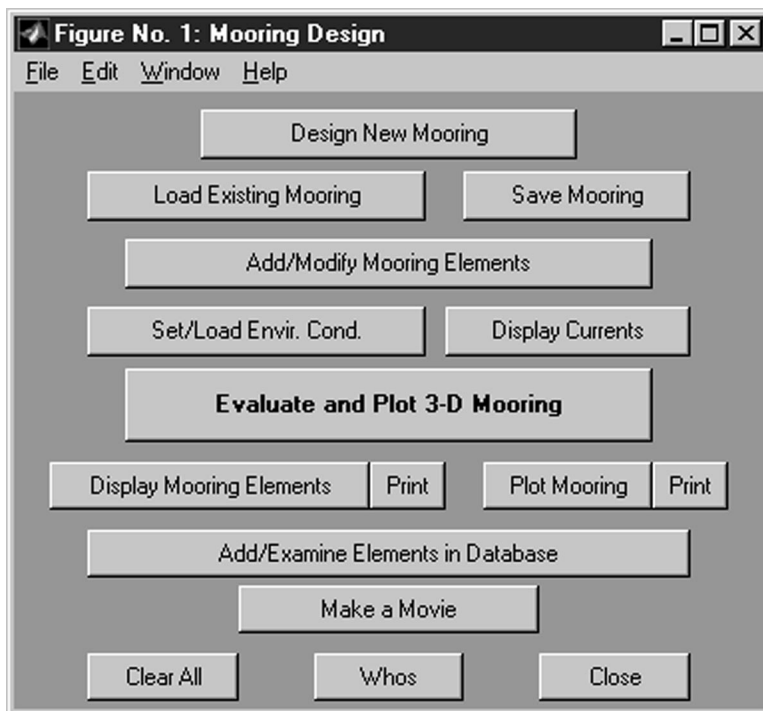 Figure No. 1: Mooring Design
File Edit Window Help
Design New Mooring
Load Existing Mooring Save Mooring
Add/Modify Mooring Elements
Set/Load Envir. Cond. Display Currents
Evaluate and Plot 3-D Mooring
Display Mooring Elements Print Plot Mooring Print
Add/Examine Elements in Database
Make a Movie
Clear All Whos Close